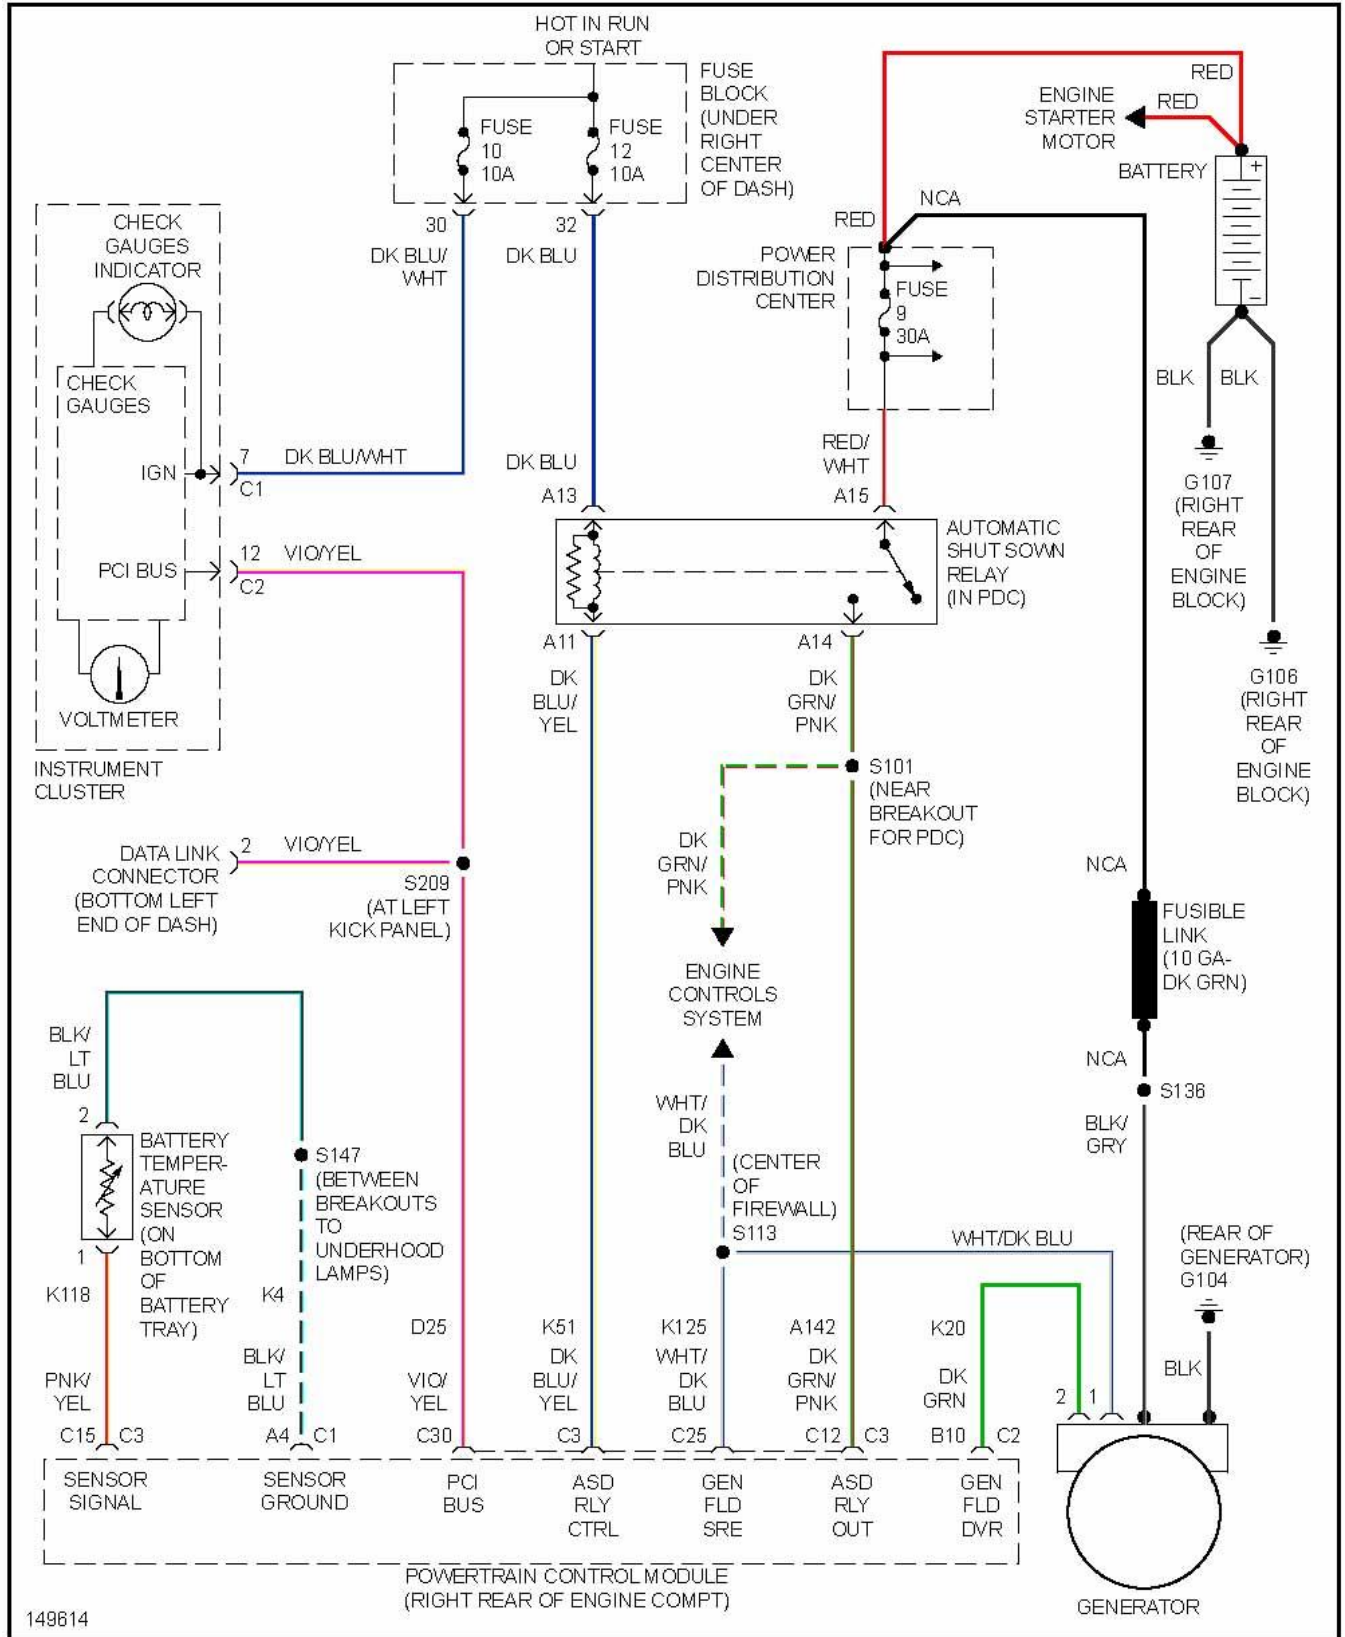 HOT IN RUN
OR START
FUSE
BLOCK
(UNDER
RIGHT
CENTER
OF DASH)
FUSE
10
10A
FUSE
12
10A
30
32
DK BLU/
WHT
DK BLU
RED
ENGINE
STARTER
MOTOR
RED
BATTERY
+
−
NCA
RED
POWER
DISTRIBUTION
CENTER
FUSE
9
30A
BLK
BLK
G107
(RIGHT
REAR
OF
ENGINE
BLOCK)
G106
(RIGHT
REAR
OF
ENGINE
BLOCK)
CHECK
GAUGES
INDICATOR
CHECK
GAUGES
IGN
7
C1
DK BLU/WHT
PCI BUS
12
C2
VIO/YEL
VOLTMETER
INSTRUMENT
CLUSTER
DK BLU
A13
RED/
WHT
A15
AUTOMATIC
SHUT SOWN
RELAY
(IN PDC)
A11
DK
BLU/
YEL
A14
DK
GRN/
PNK
S101
(NEAR
BREAKOUT
FOR PDC)
DK
GRN/
PNK
DATA LINK
CONNECTOR
(BOTTOM LEFT
END OF DASH)
2
VIO/YEL
S209
(AT LEFT
KICK PANEL)
ENGINE
CONTROLS
SYSTEM
NCA
FUSIBLE
LINK
(10 GA-
DK GRN)
NCA
S136
BLK/
GRY
BLK/
LT
BLU
2
BATTERY
TEMPER-
ATURE
SENSOR
(ON
BOTTOM
OF
BATTERY
TRAY)
1
S147
(BETWEEN
BREAKOUTS
TO
UNDERHOOD
LAMPS)
WHT/
DK
BLU
(CENTER
OF
FIREWALL)
S113
WHT/DK BLU
(REAR OF
GENERATOR)
G104
BLK
K118
PNK/
YEL
C15
C3
K4
BLK/
LT
BLU
A4
C1
D25
VIO/
YEL
C30
K51
DK
BLU/
YEL
C3
K125
WHT/
DK
BLU
C25
A142
DK
GRN/
PNK
C12
C3
K20
DK
GRN
B10
C2
2
1
SENSOR
SIGNAL
SENSOR
GROUND
PCI
BUS
ASD
RLY
CTRL
GEN
FLD
SRE
ASD
RLY
OUT
GEN
FLD
DVR
POWERTRAIN CONTROL MODULE
(RIGHT REAR OF ENGINE COMPT)
GENERATOR
149614